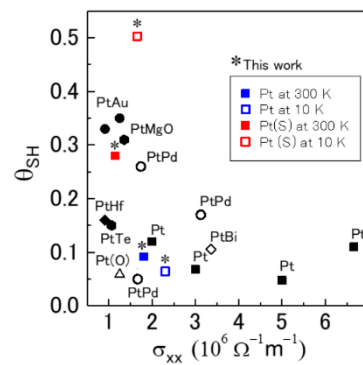 0.5
0.4
0.3
0.2
0.1
0.0
θSH
*
*This work
Pt at 300 K
Pt at 10 K
Pt(S) at 300 K
Pt (S) at 10 K
PtAu
PtMgO
*
PtPd
PtHf
PtTe
PtPd
Pt
PtBi
Pt
Pt(O)
*
*
Pt
PtPd
Pt
1 2 3 4 5 6
σxx (10⁶ Ω⁻¹m⁻¹)